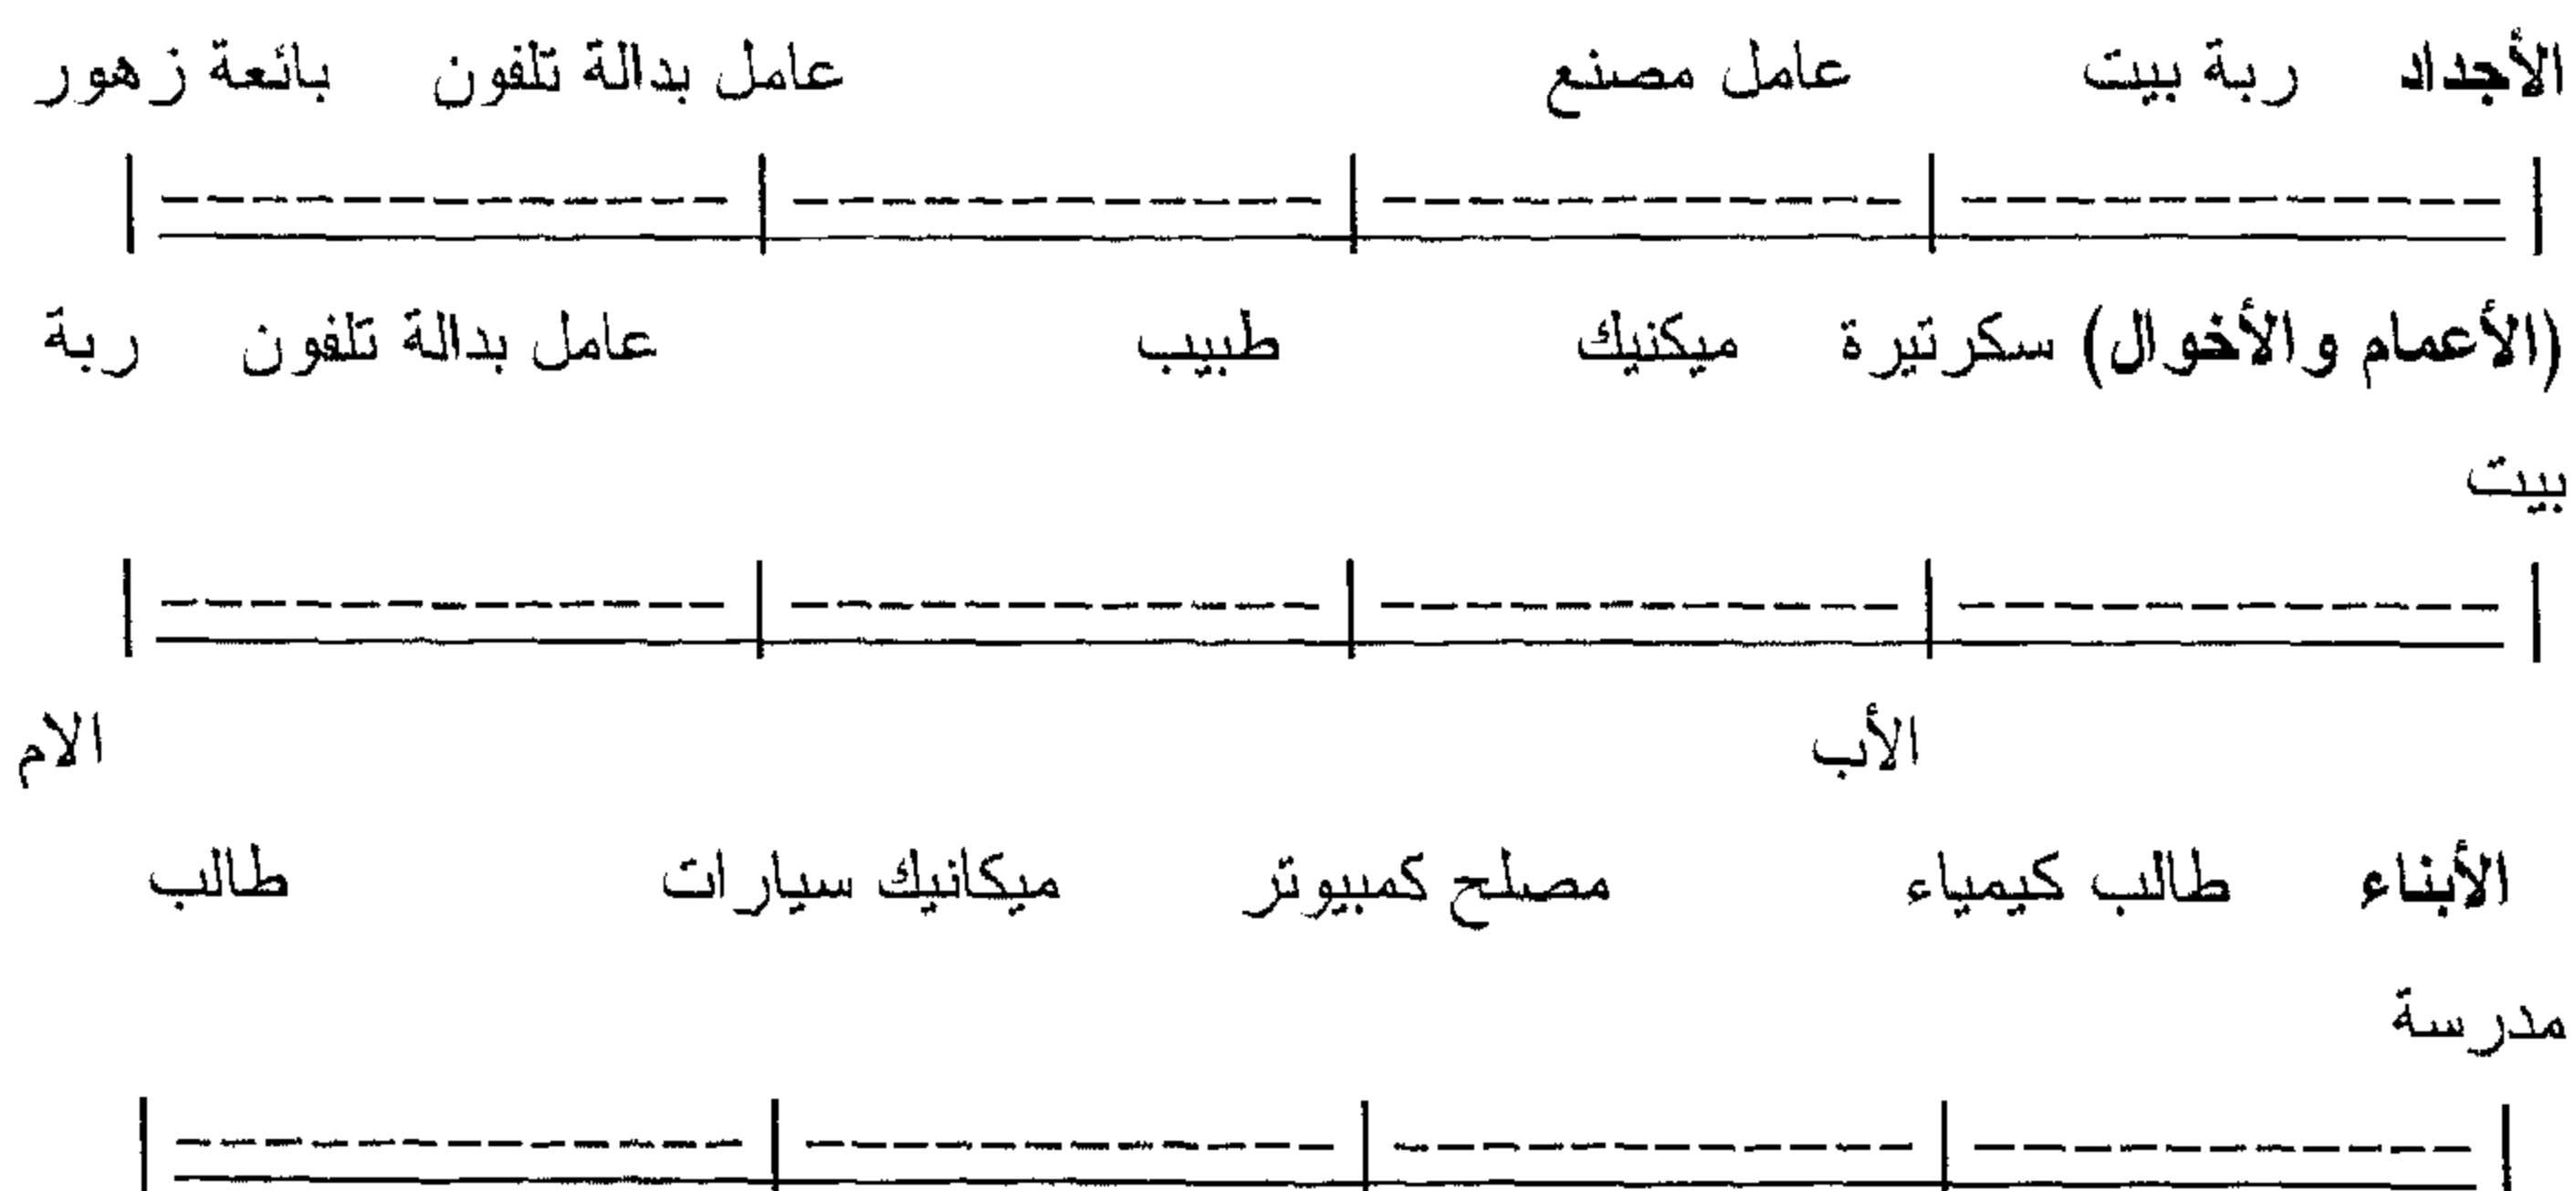 الأجداد ربة بيت عامل مصنع عامل بدالة تلفون بائعة زهور
(الأعمام والأخوال) سكرتيرة ميكنيك طبيب عامل بدالة تلفون ربة
بيت
الأب الام
الأبناء طالب كيمياء مصلح كمبيوتر ميكانيك سيارات طالب
مدرسة